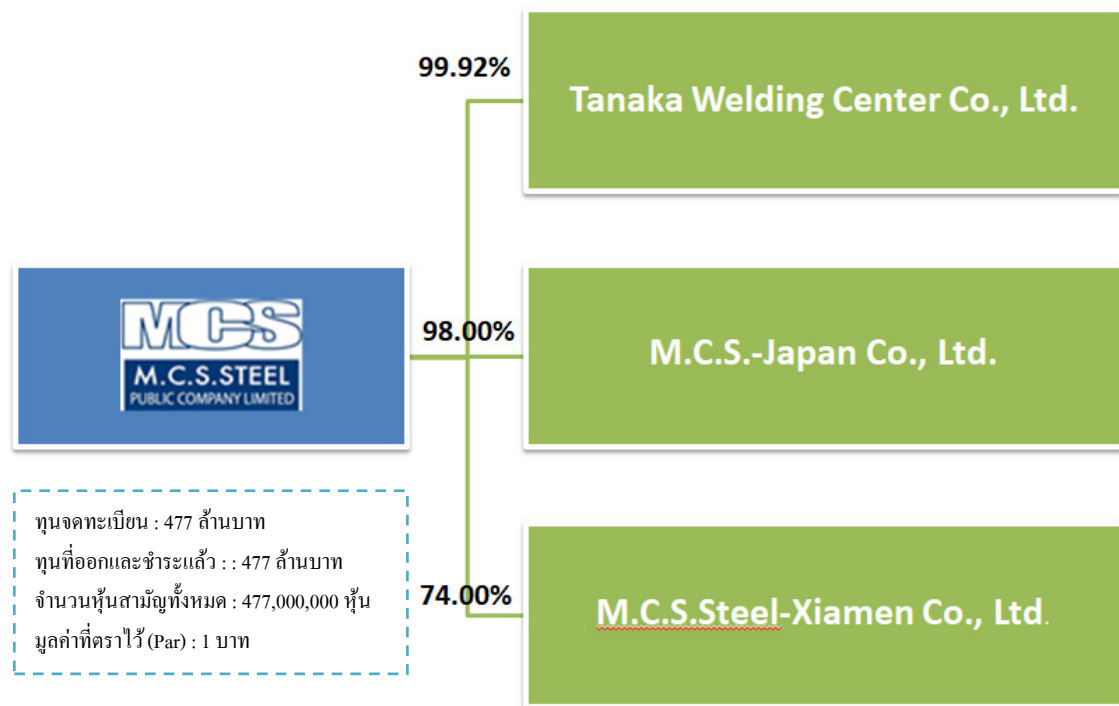 99.92%
Tanaka Welding Center Co., Ltd.
MCS
M.C.S.STEEL
PUBLIC COMPANY LIMITED
98.00%
M.C.S.-Japan Co., Ltd.
ทุนจดทะเบียน : 477 ล้านบาท
ทุนที่ออกและชำระแล้ว : : 477 ล้านบาท
จำนวนหุ้นสามัญทั้งหมด : 477,000,000 หุ้น
มูลค่าที่ตราไว้ (Par) : 1 บาท
74.00%
M.C.S.Steel-Xiamen Co., Ltd.